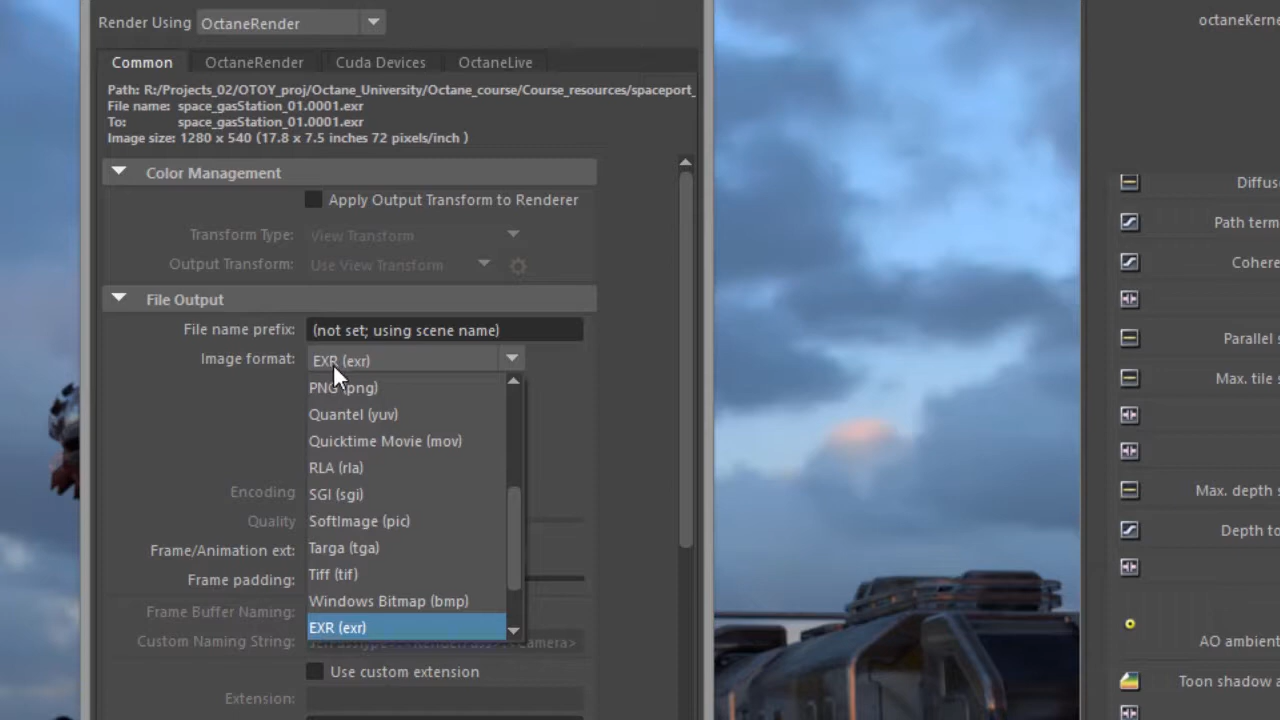 Render Using OctaneRender
Common OctaneRender Cuda Devices OctaneLive
Path: R:/Projects_02/OTOY_proj/Octane_University/Octane_course/Course_resources/spaceport_
File name: space_gasStation_01.0001.exr
To: space_gasStation_01.0001.exr
Image size: 1280 x 540 (17.8 x 7.5 inches 72 pixels/inch )
Color Management
Apply Output Transform to Renderer
Transform Type: View Transform
Output Transform: Use View Transform
File Output
File name prefix: (not set; using scene name)
Image format: EXR (exr)
PNG (png)
Quantel (yuv)
Quicktime Movie (mov)
RLA (rla)
SGI (sgi)
SoftImage (pic)
Targa (tga)
Tiff (tif)
Windows Bitmap (bmp)
EXR (exr)
Encoding
Quality
Frame/Animation ext:
Frame padding:
Frame Buffer Naming:
Custom Naming String:
Camera>
Use custom extension
Extension:
octaneKerne
Diffus
Path term
Cohere
Parallel s
Max. tile s
Max. depth s
Depth to
AO ambient
Toon shadow a